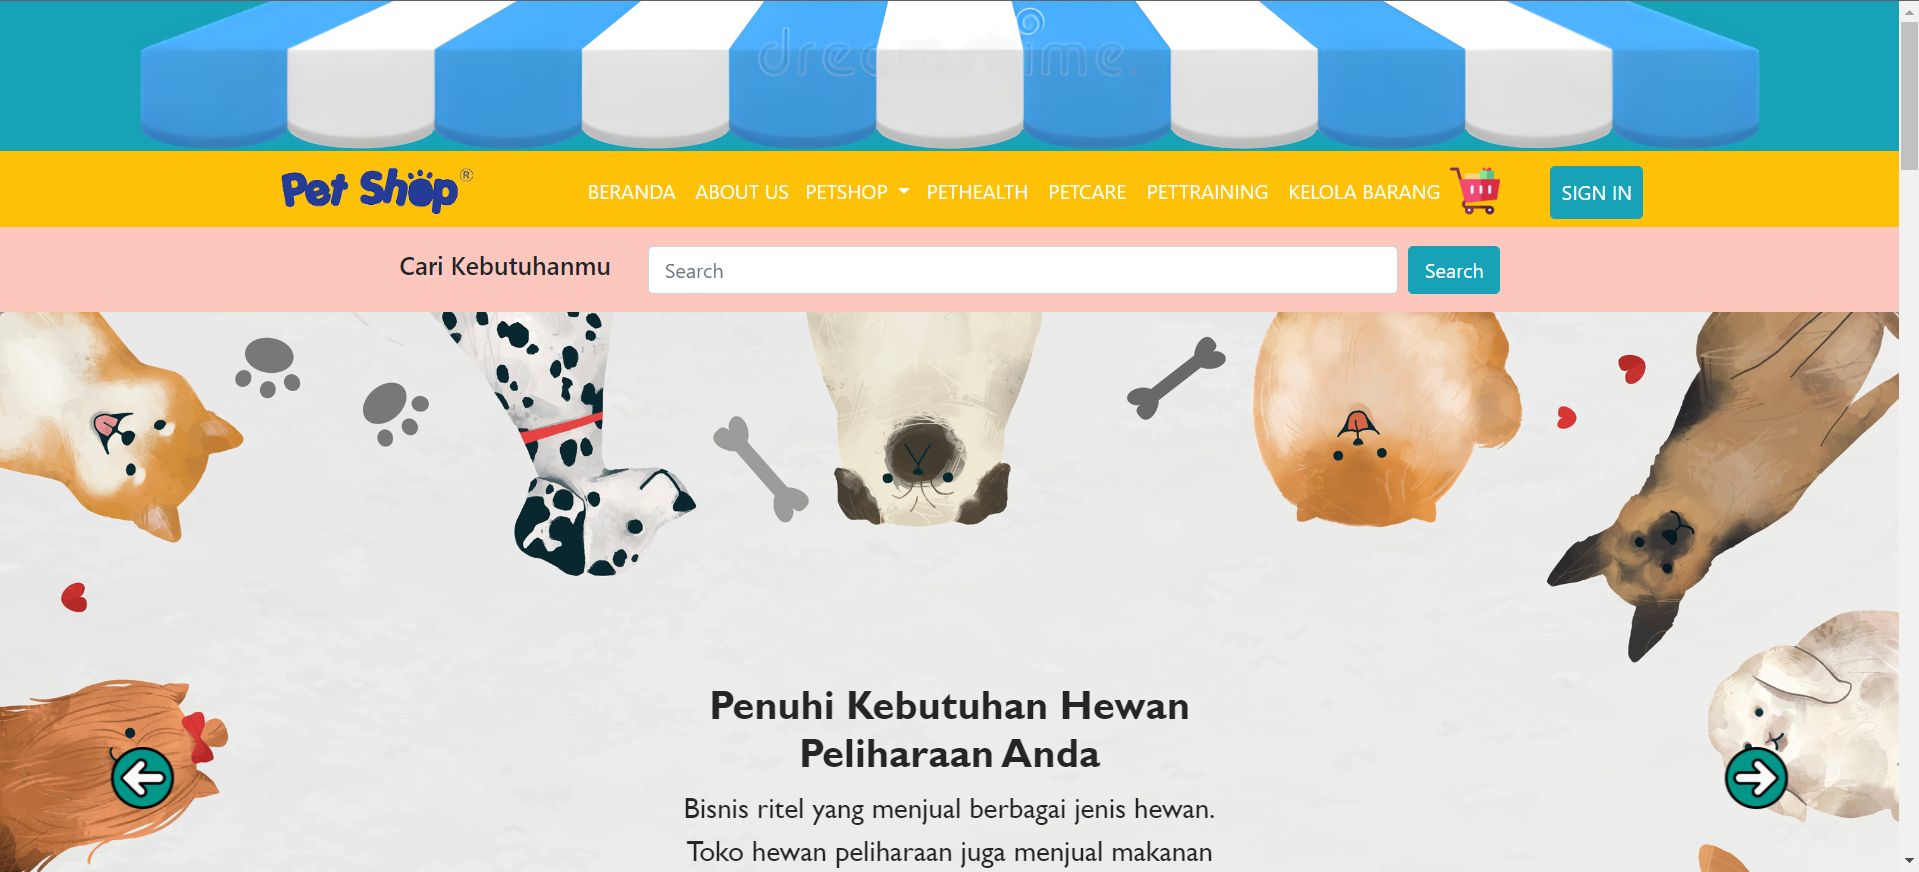 dreamstime.
Pet Shop®
BERANDA ABOUT US PETSHOP PETHEALTH PETCARE PETTRAINING KELOLA BARANG SIGN IN
Cari Kebutuhanmu Search Search
Penuhi Kebutuhan Hewan
Peliharaan Anda
Bisnis ritel yang menjual berbagai jenis hewan.
Toko hewan peliharaan juga menjual makanan